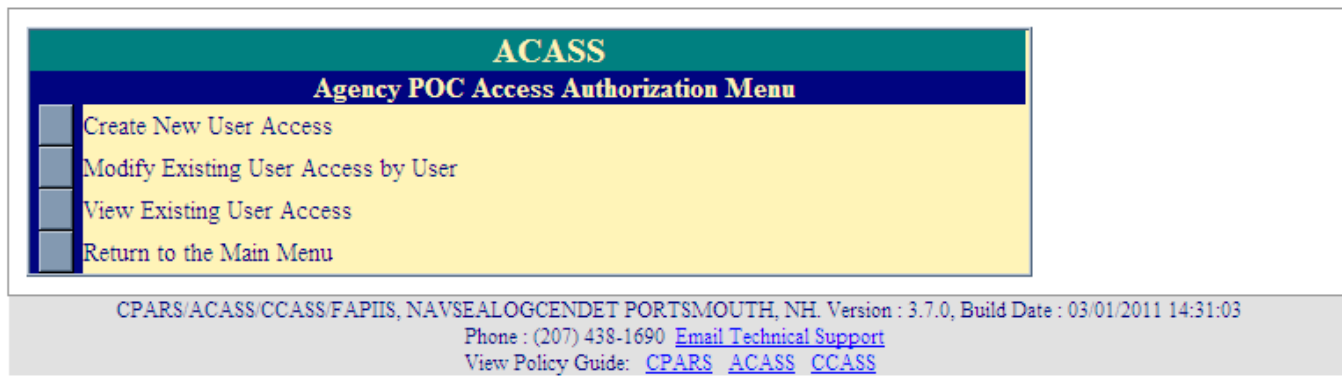 ACASS
Agency POC Access Authorization Menu
Create New User Access
Modify Existing User Access by User
View Existing User Access
Return to the Main Menu
CPARS/ACASS/CCASS/FAPIIS, NAVSEALOGCENDET PORTSMOUTH, NH. Version : 3.7.0, Build Date : 03/01/2011 14:31:03
Phone : (207) 438-1690 Email Technical Support
View Policy Guide: CPARS ACASS CCASS